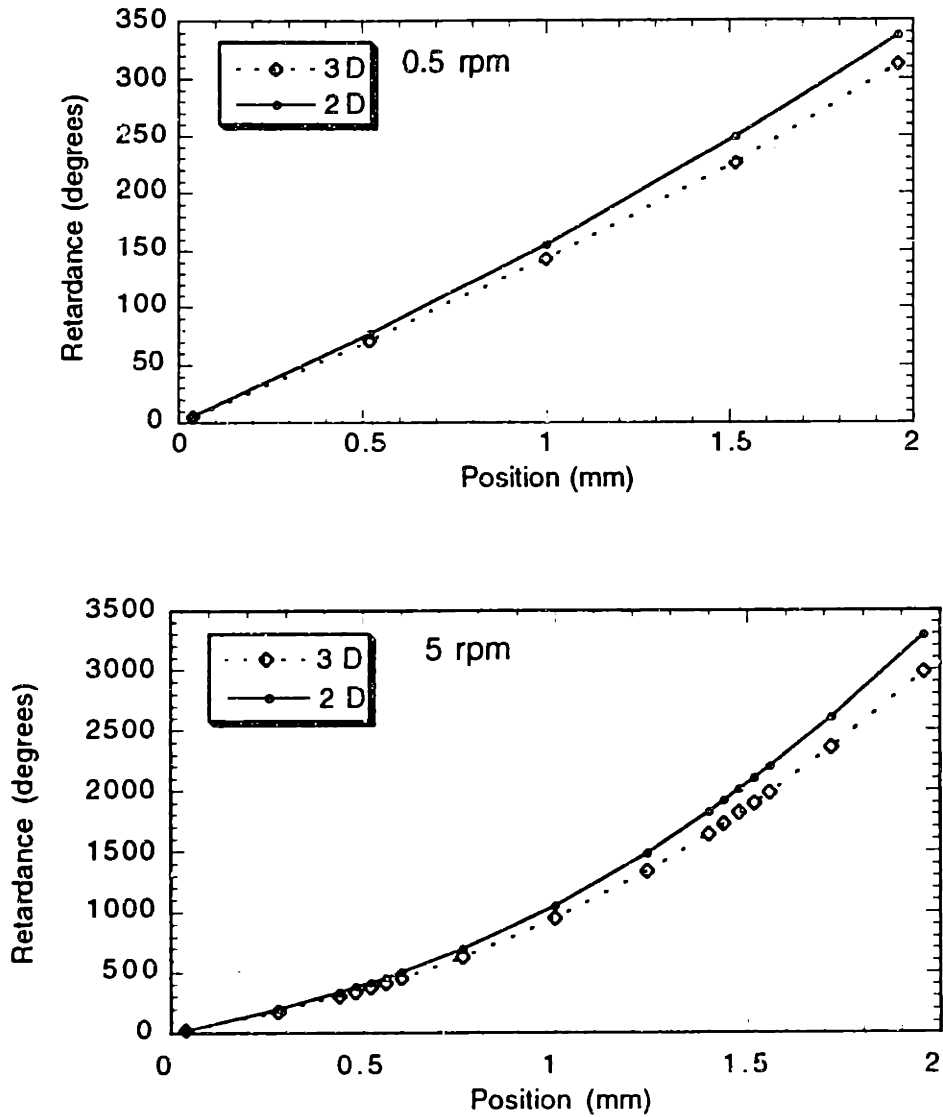 350
300
250
200
150
100
50
0
Retardance (degrees)
3 D
2 D
0.5 rpm
0 0.5 1 1.5 2
Position (mm)
3500
3000
2500
2000
1500
1000
500
0
Retardance (degrees)
3 D
2 D
5 rpm
0 0.5 1 1.5 2
Position (mm)